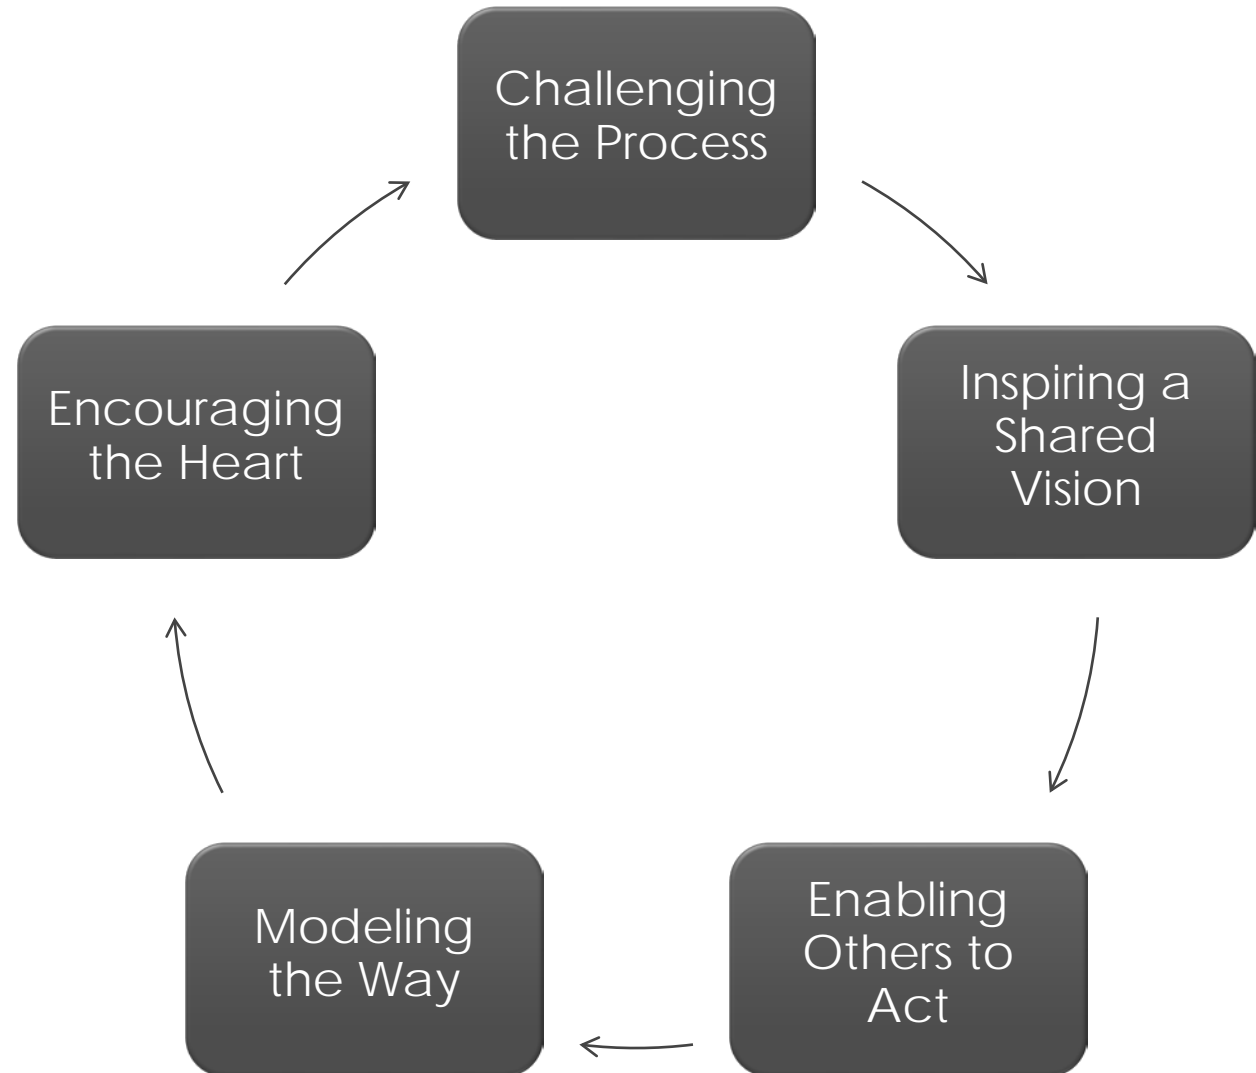 Challenging
the Process
Inspiring a
Shared
Vision
Enabling
Others to
Act
Modeling
the Way
Encouraging
the Heart